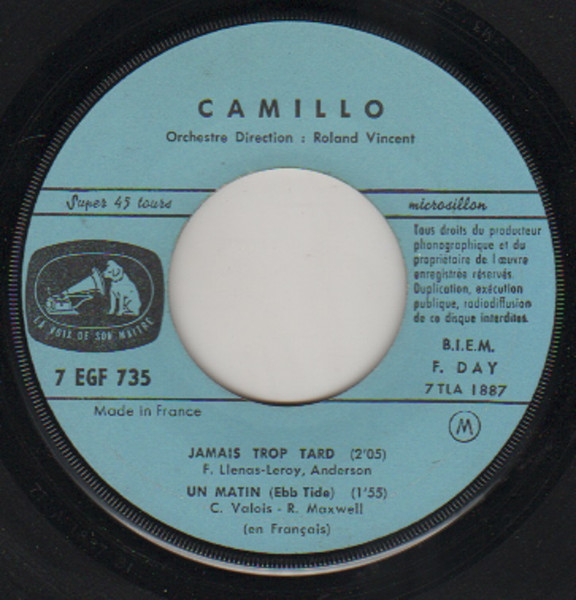 CAMILLO
Orchestre Direction : Roland Vincent
Super 45 tours
microsillon
Tous droits du producteur
phonographique et du
propriétaire de l'œuvre
enregistrée réservés.
Duplication, exécution
publique, radiodiffusion
de ce disque interdites.
LA VOIX DE SON MAITRE
7 EGF 735
B.I.E.M.
F. DAY
7 TLA 1887
Made in France
M
JAMAIS TROP TARD (2'05)
F. Llenas-Leroy, Anderson
UN MATIN (Ebb Tide) (1'55)
C. Valois - R. Maxwell
(en Français)